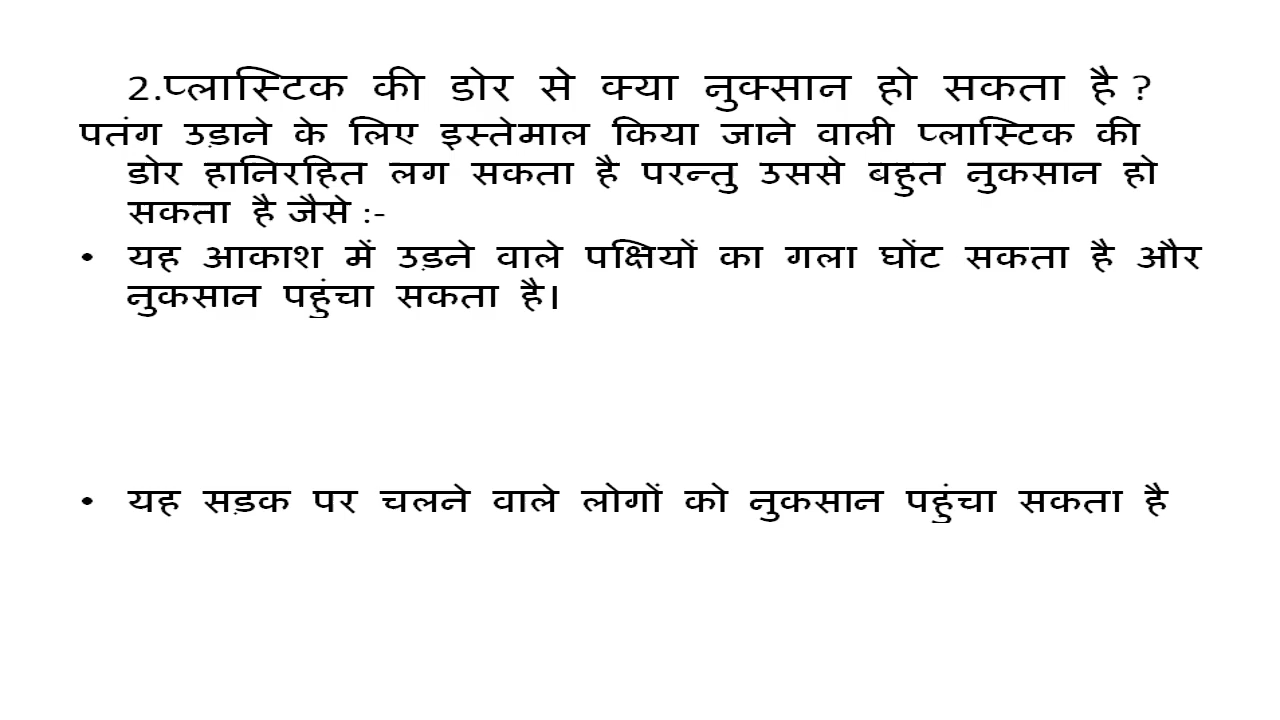 2.प्लास्टिक की डोर से क्या नुक्सान हो सकता है ?
पतंग उड़ाने के लिए इस्तेमाल किया जाने वाली प्लास्टिक की
डोर हानिरहित लग सकता है परन्तु उससे बहुत नुकसान हो
सकता है जैसे :-
• यह आकाश में उड़ने वाले पक्षियों का गला घोंट सकता है और
नुकसान पहुंचा सकता है।
• यह सड़क पर चलने वाले लोगों को नुकसान पहुंचा सकता है